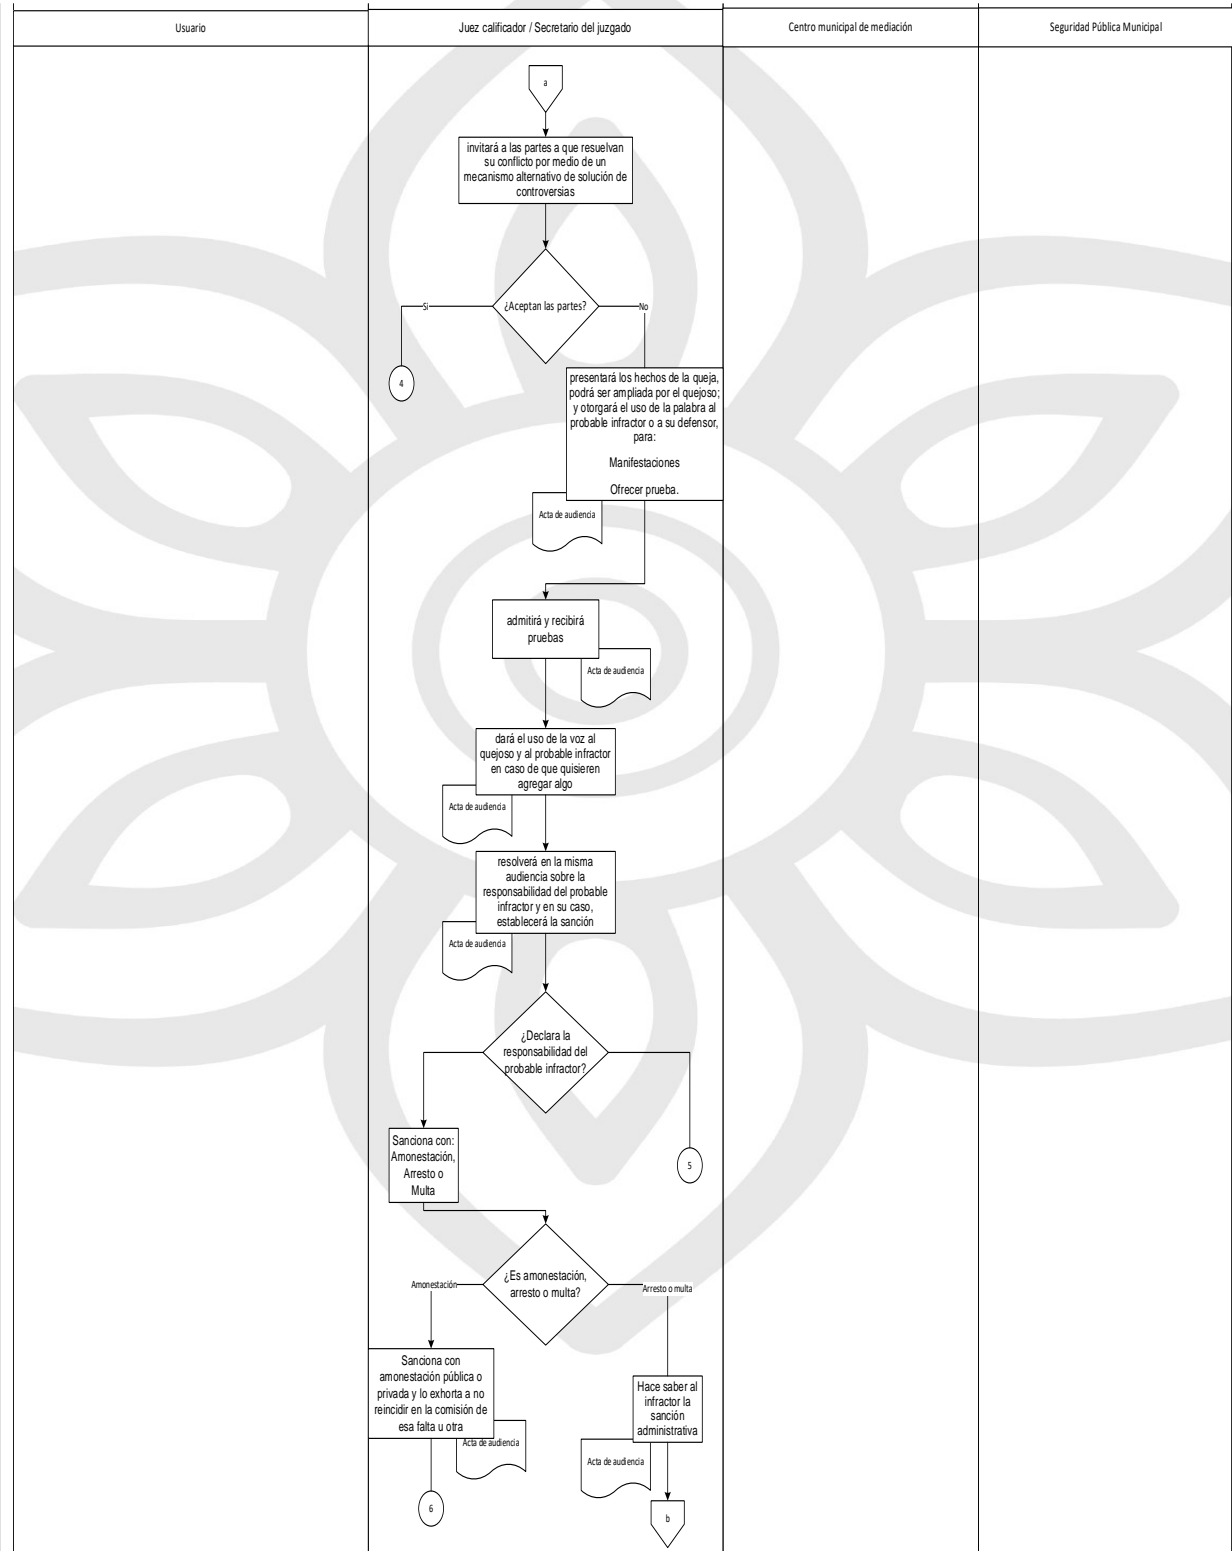 Usuario
Juez calificador / Secretario del juzgado
Centro municipal de mediación
Seguridad Pública Municipal
a
invitará a las partes a que resuelvan
su conflicto por medio de un
mecanismo alternativo de solución de
controversias
¿Aceptan las partes?
Si
No
4
presentará los hechos de la queja,
podrá ser ampliada por el quejoso;
y otorgará el uso de la palabra al
probable infractor o a su defensor,
para:
Manifestaciones
Ofrecer prueba.
Acta de audiencia
admitirá y recibirá
pruebas
Acta de audiencia
dará el uso de la voz al
quejoso y al probable infractor
en caso de que quisieren
agregar algo
Acta de audiencia
resolverá en la misma
audiencia sobre la
responsabilidad del probable
infractor y en su caso,
establecerá la sanción
Acta de audiencia
¿Declara la
responsabilidad del
probable infractor?
Sanciona con:
Amonestación,
Arresto o
Multa
5
¿Es amonestación,
arresto o multa?
Amonestación
Arresto o multa
Sanciona con
amonestación pública o
privada y lo exhorta a no
reincidir en la comisión de
esa falta u otra
Acta de audiencia
Hace saber al
infractor la
sanción
administrativa
Acta de audiencia
6
b